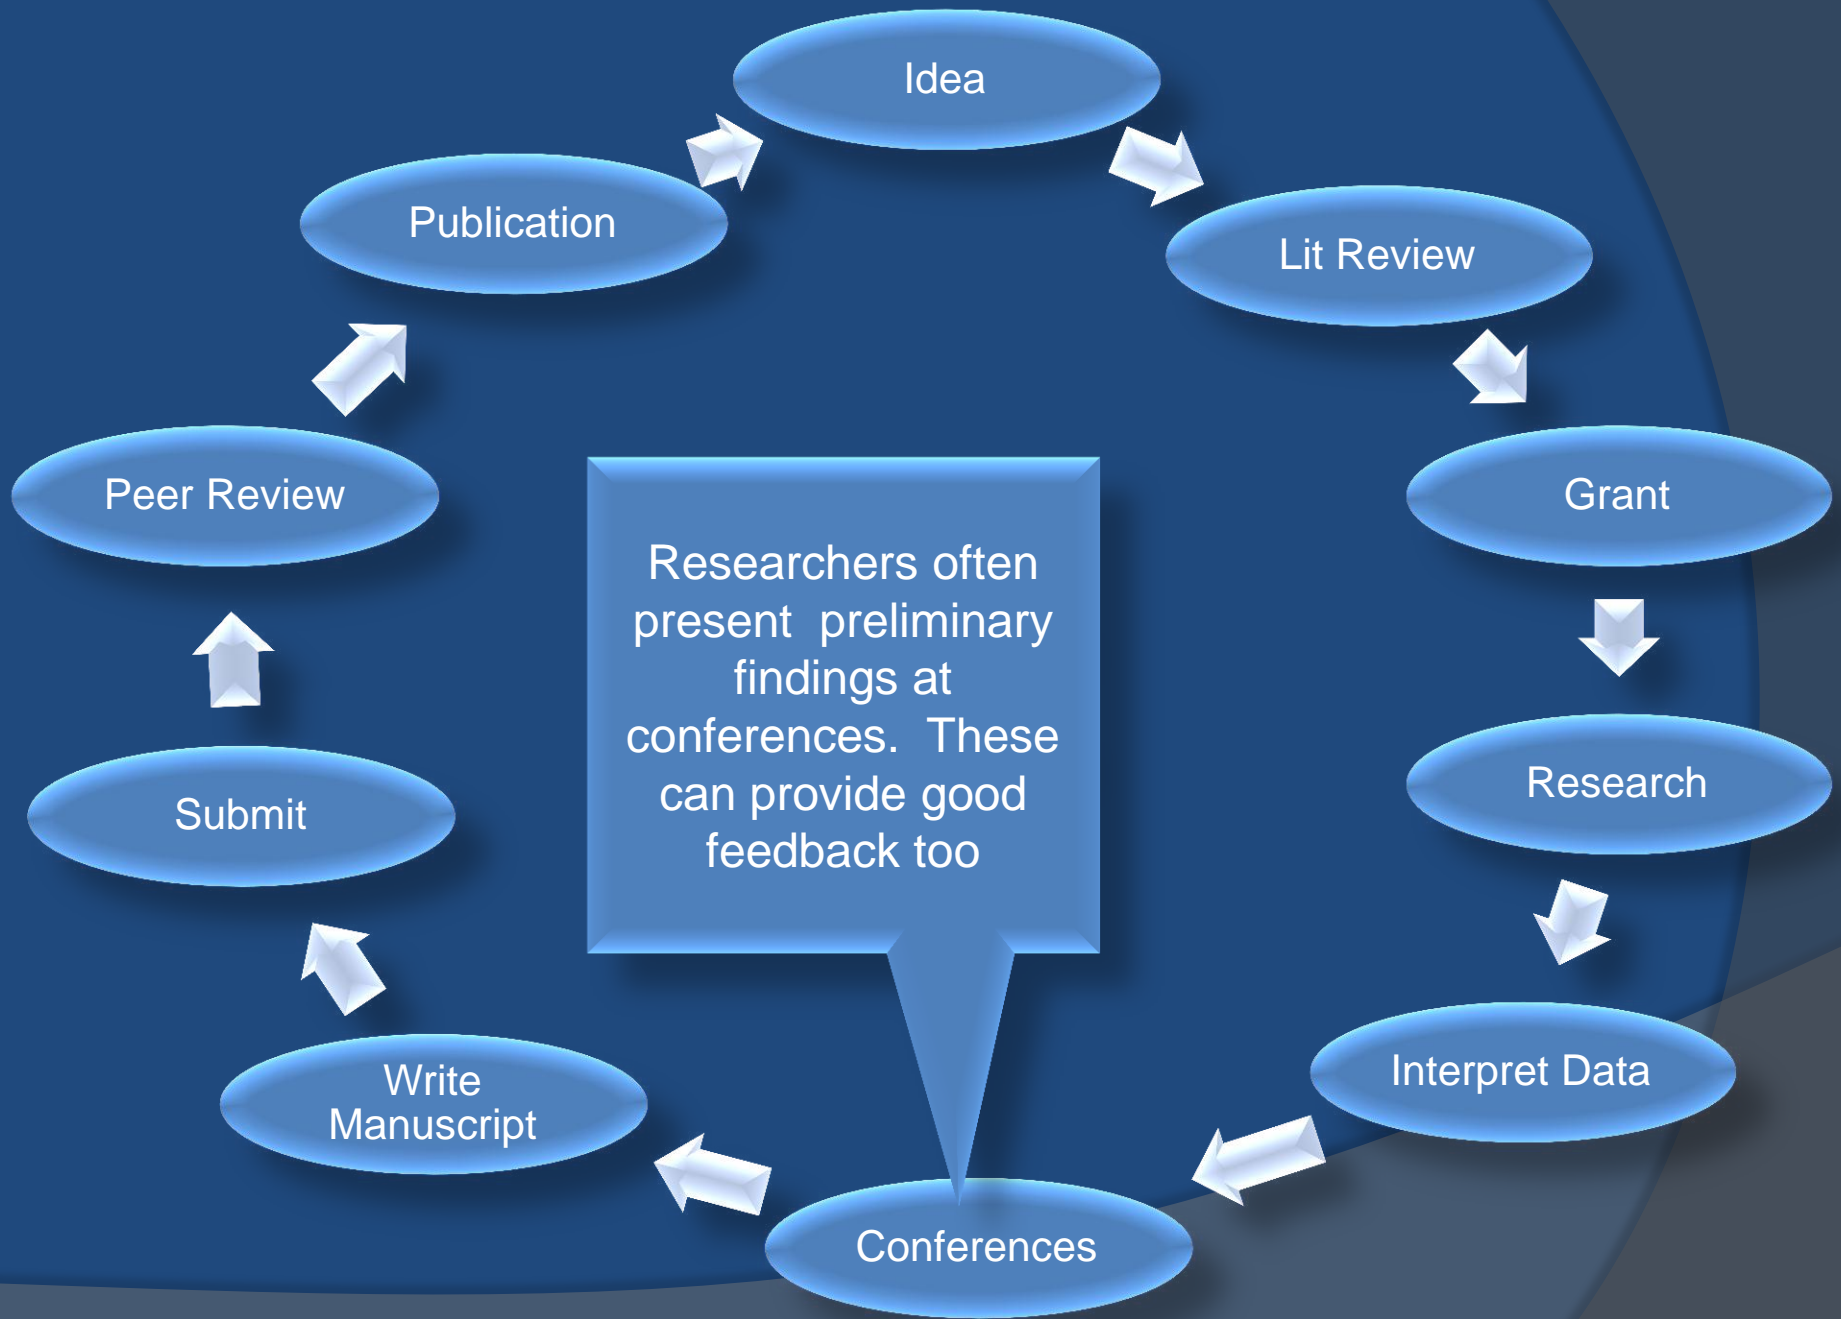 Idea
Lit Review
Grant
Research
Interpret Data
Conferences
Write
Manuscript
Submit
Peer Review
Publication
Researchers often
present  preliminary
findings at
conferences.  These
can provide good
feedback too